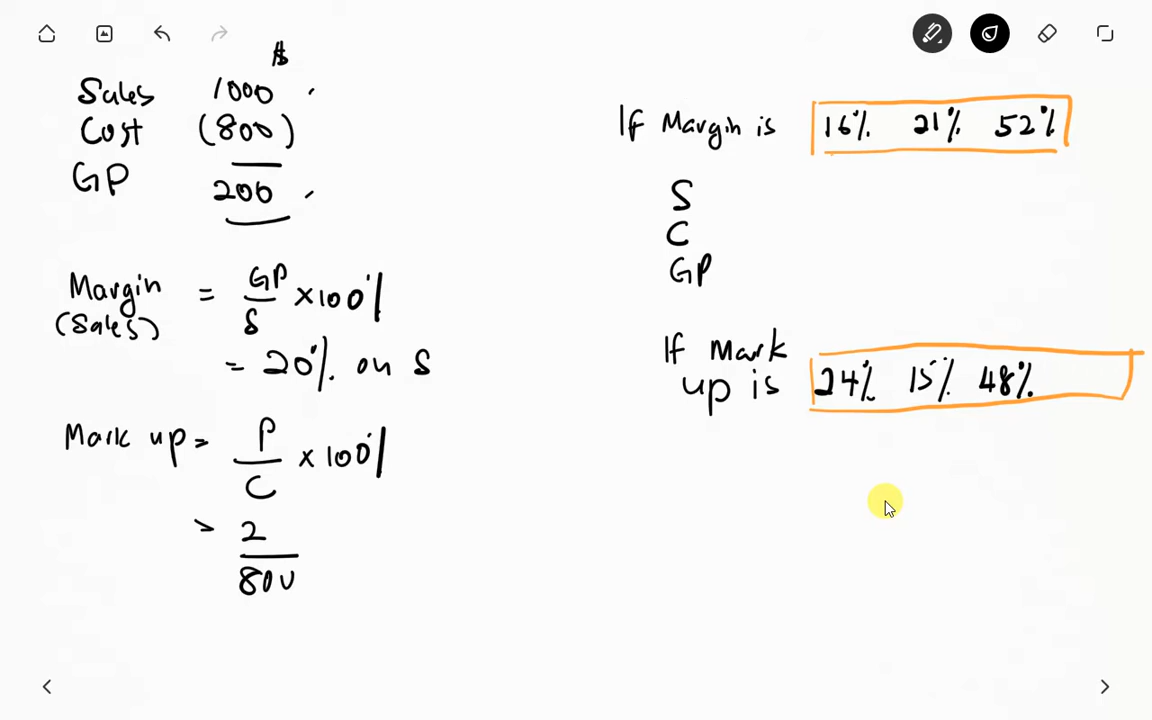 $
Sales 1000
Cost (800)
GP 200
Margin = GP/S ×100%
(Sales)
= 20% on S
Mark up = P/C ×100%
= 2/800
If Margin is 16% 21% 52%
S
C
GP
If Mark
up is 24% 15% 48%